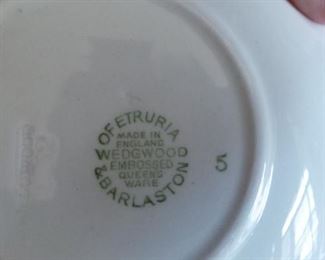 OF ETRURIA
MADE IN
ENGLAND
WEDGWOOD
EMBOSSED
QUEENS
WARE
& BARLASTON
5